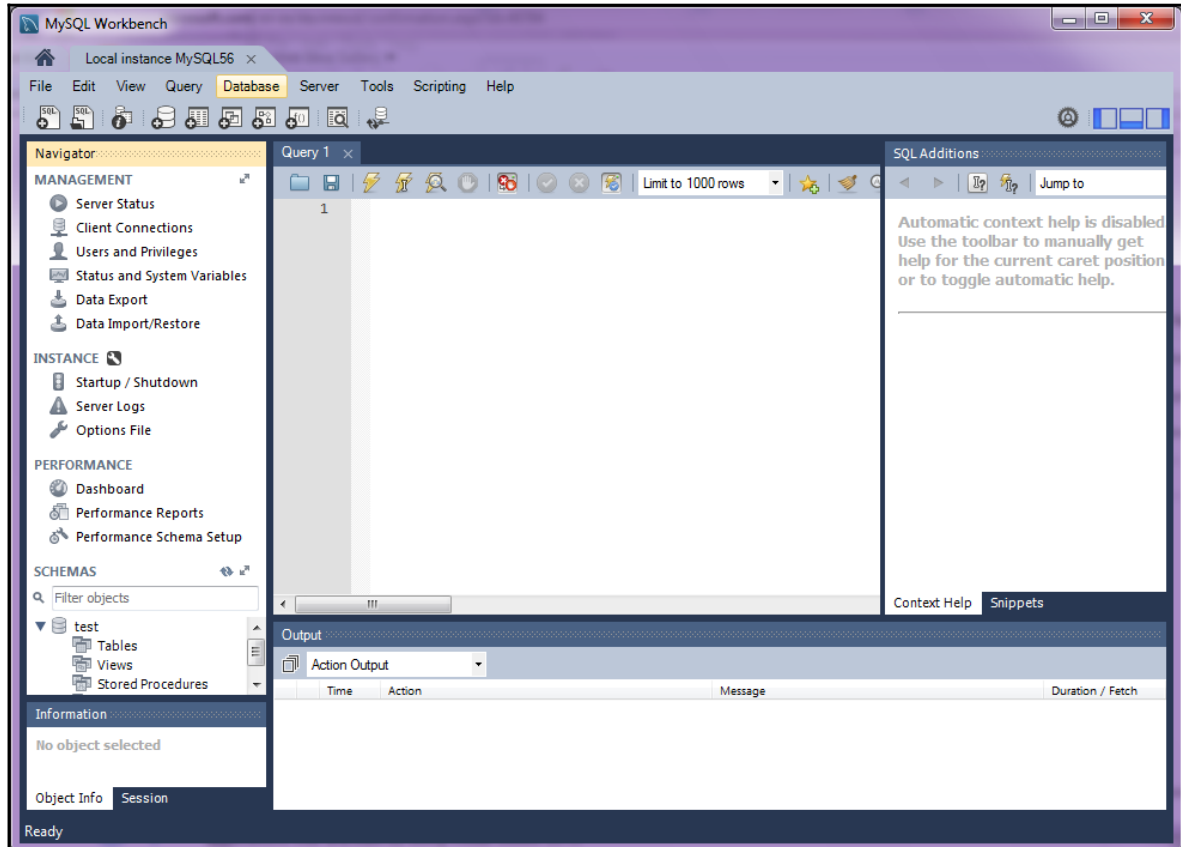 MySQL Workbench
Local instance MySQL56
File Edit View Query Database Server Tools Scripting Help
Navigator
MANAGEMENT
Server Status
Client Connections
Users and Privileges
Status and System Variables
Data Export
Data Import/Restore
INSTANCE
Startup / Shutdown
Server Logs
Options File
PERFORMANCE
Dashboard
Performance Reports
Performance Schema Setup
SCHEMAS
Filter objects
test
Tables
Views
Stored Procedures
Information
No object selected
Object Info Session
Ready
Query 1
Limit to 1000 rows
1
SQL Additions
Jump to
Automatic context help is disabled
Use the toolbar to manually get
help for the current caret position
or to toggle automatic help.
Context Help Snippets
Output
Action Output
Time Action Message Duration / Fetch